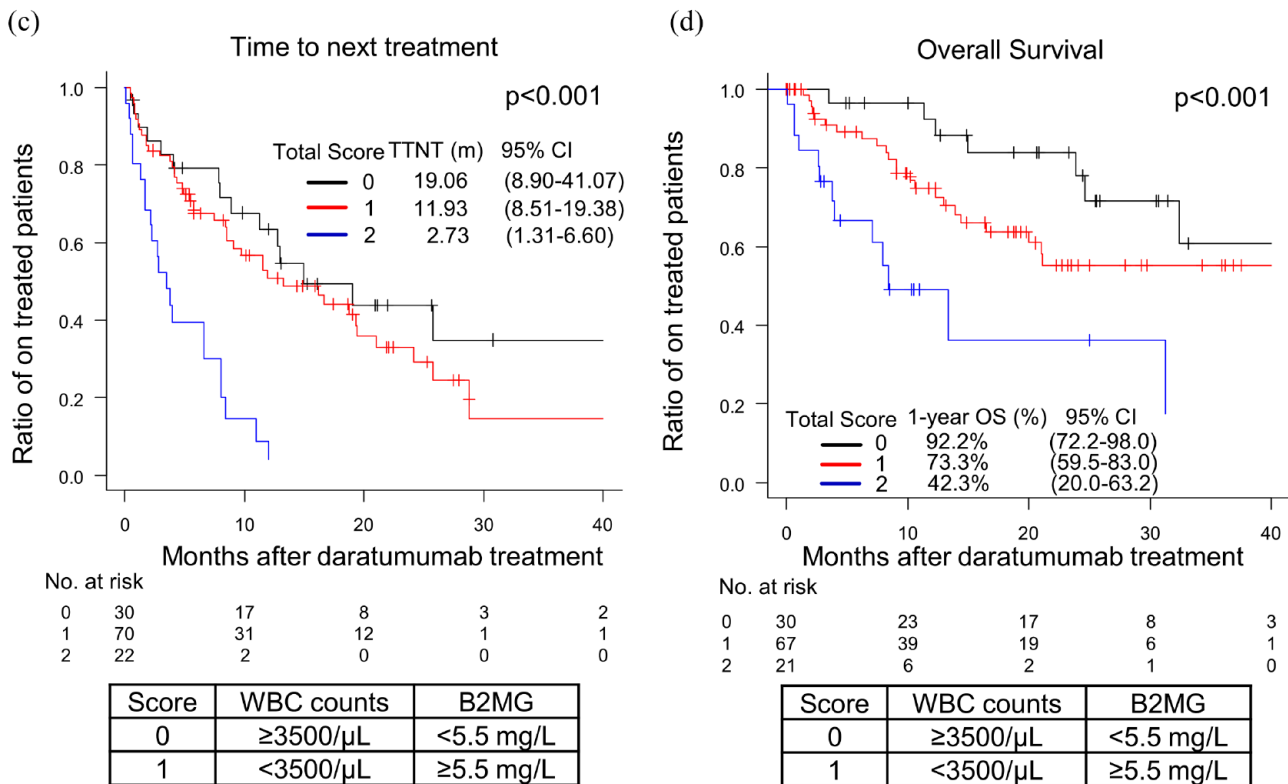 (c)
Time to next treatment
p<0.001
Total Score TTNT (m) 95% CI
0 19.06 (8.90-41.07)
1 11.93 (8.51-19.38)
2 2.73 (1.31-6.60)
Ratio of on treated patients
1.0
0.8
0.6
0.4
0.2
0.0
0 10 20 30 40
Months after daratumumab treatment
No. at risk
0 30 17 8 3 2
1 70 31 12 1 1
2 22 2 0 0 0
Score WBC counts B2MG
0 ≥3500/μL <5.5 mg/L
1 <3500/μL ≥5.5 mg/L
(d)
Overall Survival
p<0.001
Ratio of on treated patients
1.0
0.8
0.6
0.4
0.2
0.0
Total Score 1-year OS (%) 95% CI
0 92.2% (72.2-98.0)
1 73.3% (59.5-83.0)
2 42.3% (20.0-63.2)
0 10 20 30 40
Months after daratumumab treatment
No. at risk
0 30 23 17 8 3
1 67 39 19 6 1
2 21 6 2 1 0
Score WBC counts B2MG
0 ≥3500/μL <5.5 mg/L
1 <3500/μL ≥5.5 mg/L